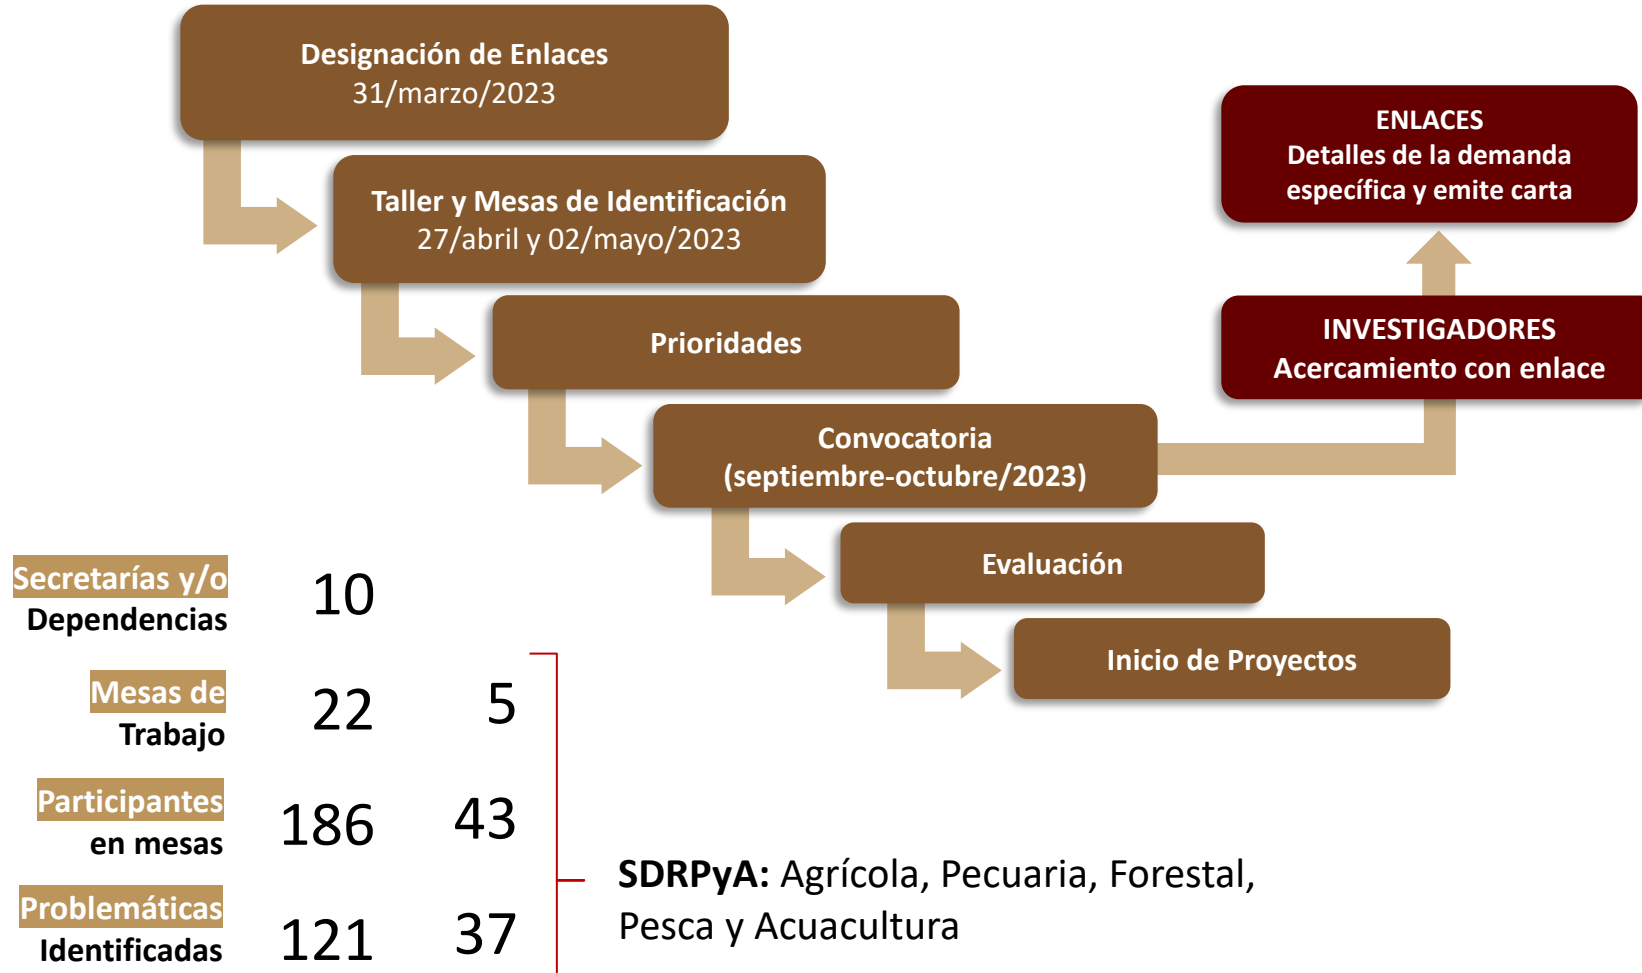 Designación de Enlaces
31/marzo/2023
Taller y Mesas de Identificación
27/abril y 02/mayo/2023
Prioridades
Convocatoria
(septiembre-octubre/2023)
Evaluación
Inicio de Proyectos
ENLACES
Detalles de la demanda
específica y emite carta
INVESTIGADORES
Acercamiento con enlace
Secretarías y/o
Dependencias
10
Mesas de
Trabajo
22
5
Participantes
en mesas
186
43
Problemáticas
Identificadas
121
37
SDRPyA: Agrícola, Pecuaria, Forestal,
Pesca y Acuacultura